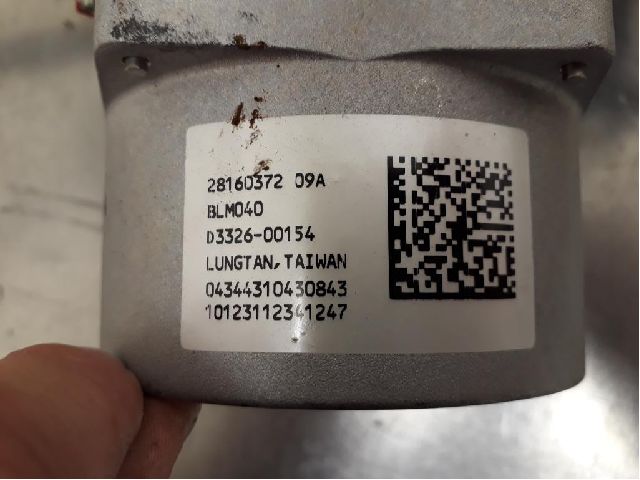 28160372 09A
BLM040
D3326-00154
LUNGTAN,TAIWAN
04344310430843
10123112341247